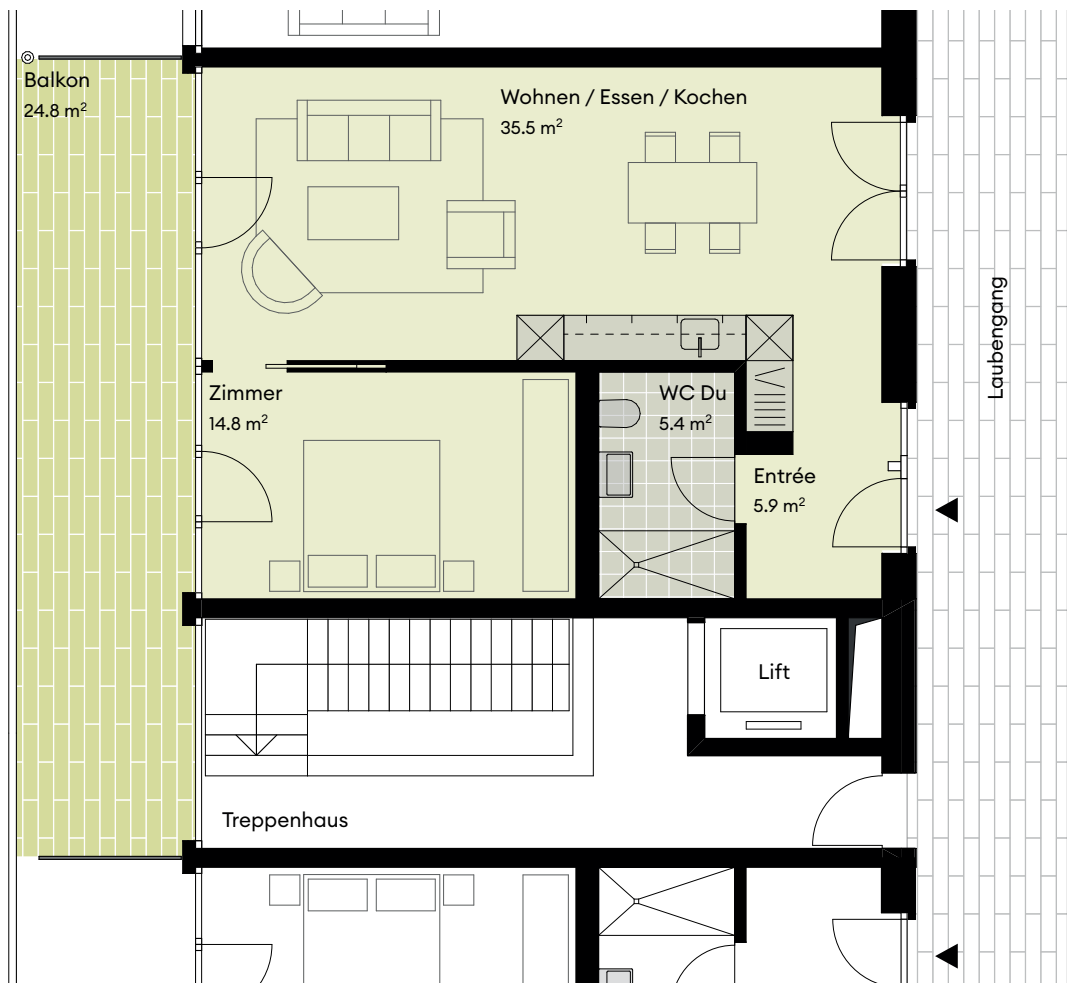 Balkon
24.8 m²
Wohnen / Essen / Kochen
35.5 m²
Laubengang
Zimmer
14.8 m²
WC Du
5.4 m²
Entrée
5.9 m²
Lift
Treppenhaus